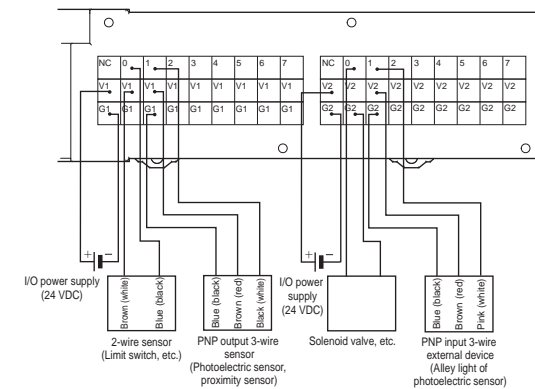 NC 0 1 2 3 4 5 6 7
V1 V1 V1 V1 V1 V1 V1 V1 V1
G1 G1 G1 G1 G1 G1 G1 G1 G1
NC 0 1 2 3 4 5 6 7
V2 V2 V2 V2 V2 V2 V2 V2 V2
G2 G2 G2 G2 G2 G2 G2 G2 G2
+ −
I/O power supply
(24 VDC)
Brown (white)
Blue (black)
2-wire sensor
(Limit switch, etc.)
Blue (black)
Brown (red)
Black (white)
PNP output 3-wire
sensor
(Photoelectric sensor,
proximity sensor)
+ −
I/O power
supply
(24 VDC)
Solenoid valve, etc.
Blue (black)
Brown (red)
Pink (white)
PNP input 3-wire
external device
(Alley light of
photoelectric sensor)